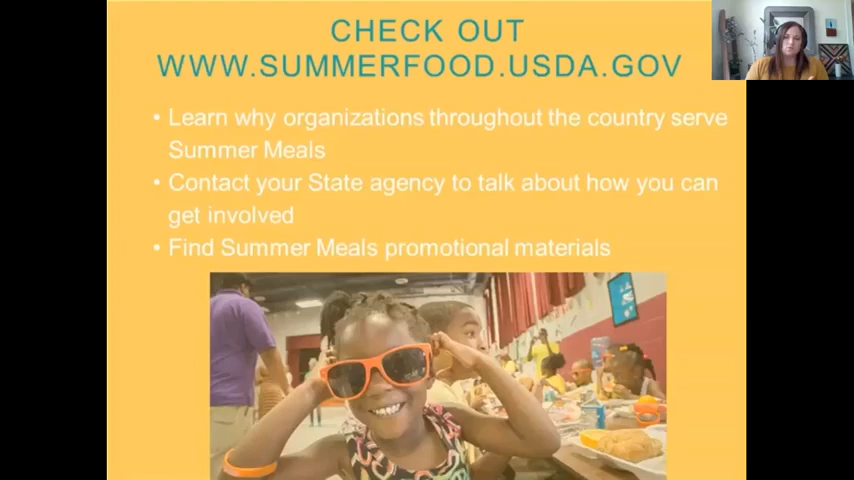 CHECK OUT
WWW.SUMMERFOOD.USDA.GOV
• Learn why organizations throughout the country serve
Summer Meals
• Contact your State agency to talk about how you can
get involved
• Find Summer Meals promotional materials